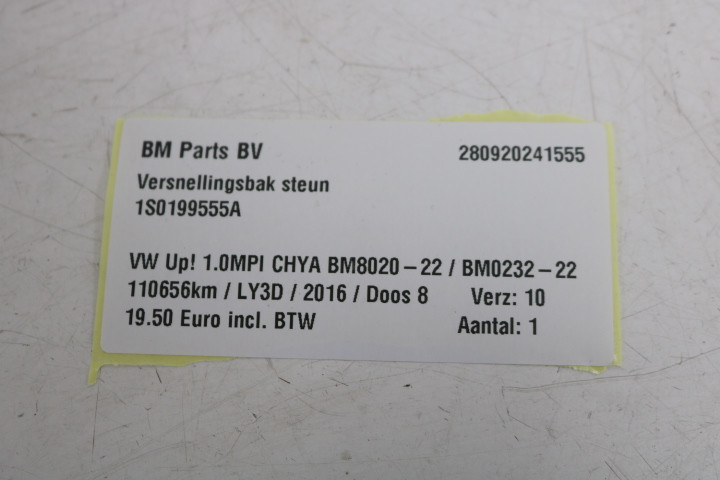 BM Parts BV 280920241555
Versnellingsbak steun
1S0199555A
VW Up! 1.0MPI CHYA BM8020-22 / BM0232-22
110656km / LY3D / 2016 / Doos 8 Verz: 10
19.50 Euro incl. BTW Aantal: 1